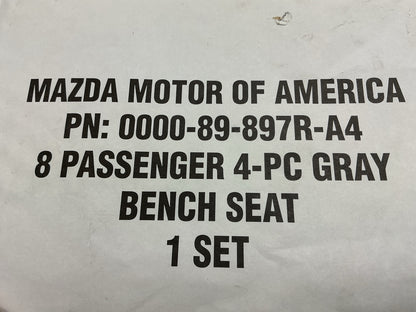 MAZDA MOTOR OF AMERICA
PN: 0000-89-897R-A4
8 PASSENGER 4-PC GRAY
BENCH SEAT
1 SET